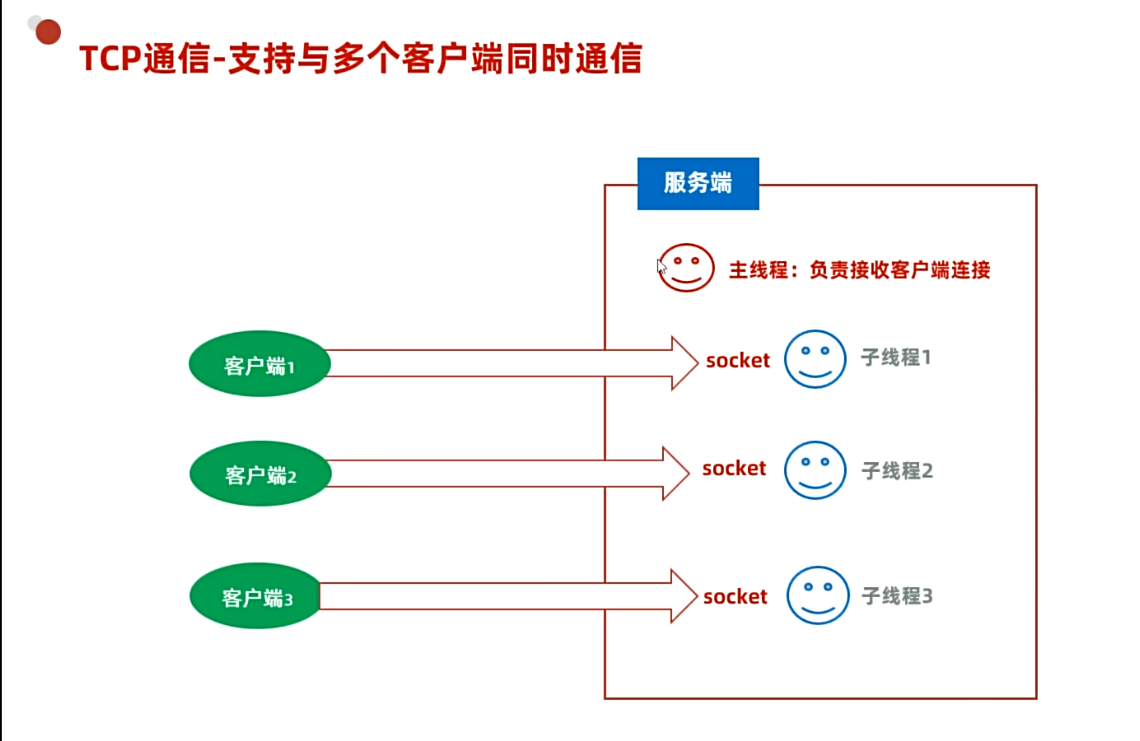 TCP通信-支持与多个客户端同时通信
服务端
主线程：负责接收客户端连接
客户端1
socket
子线程1
客户端2
socket
子线程2
客户端3
socket
子线程3